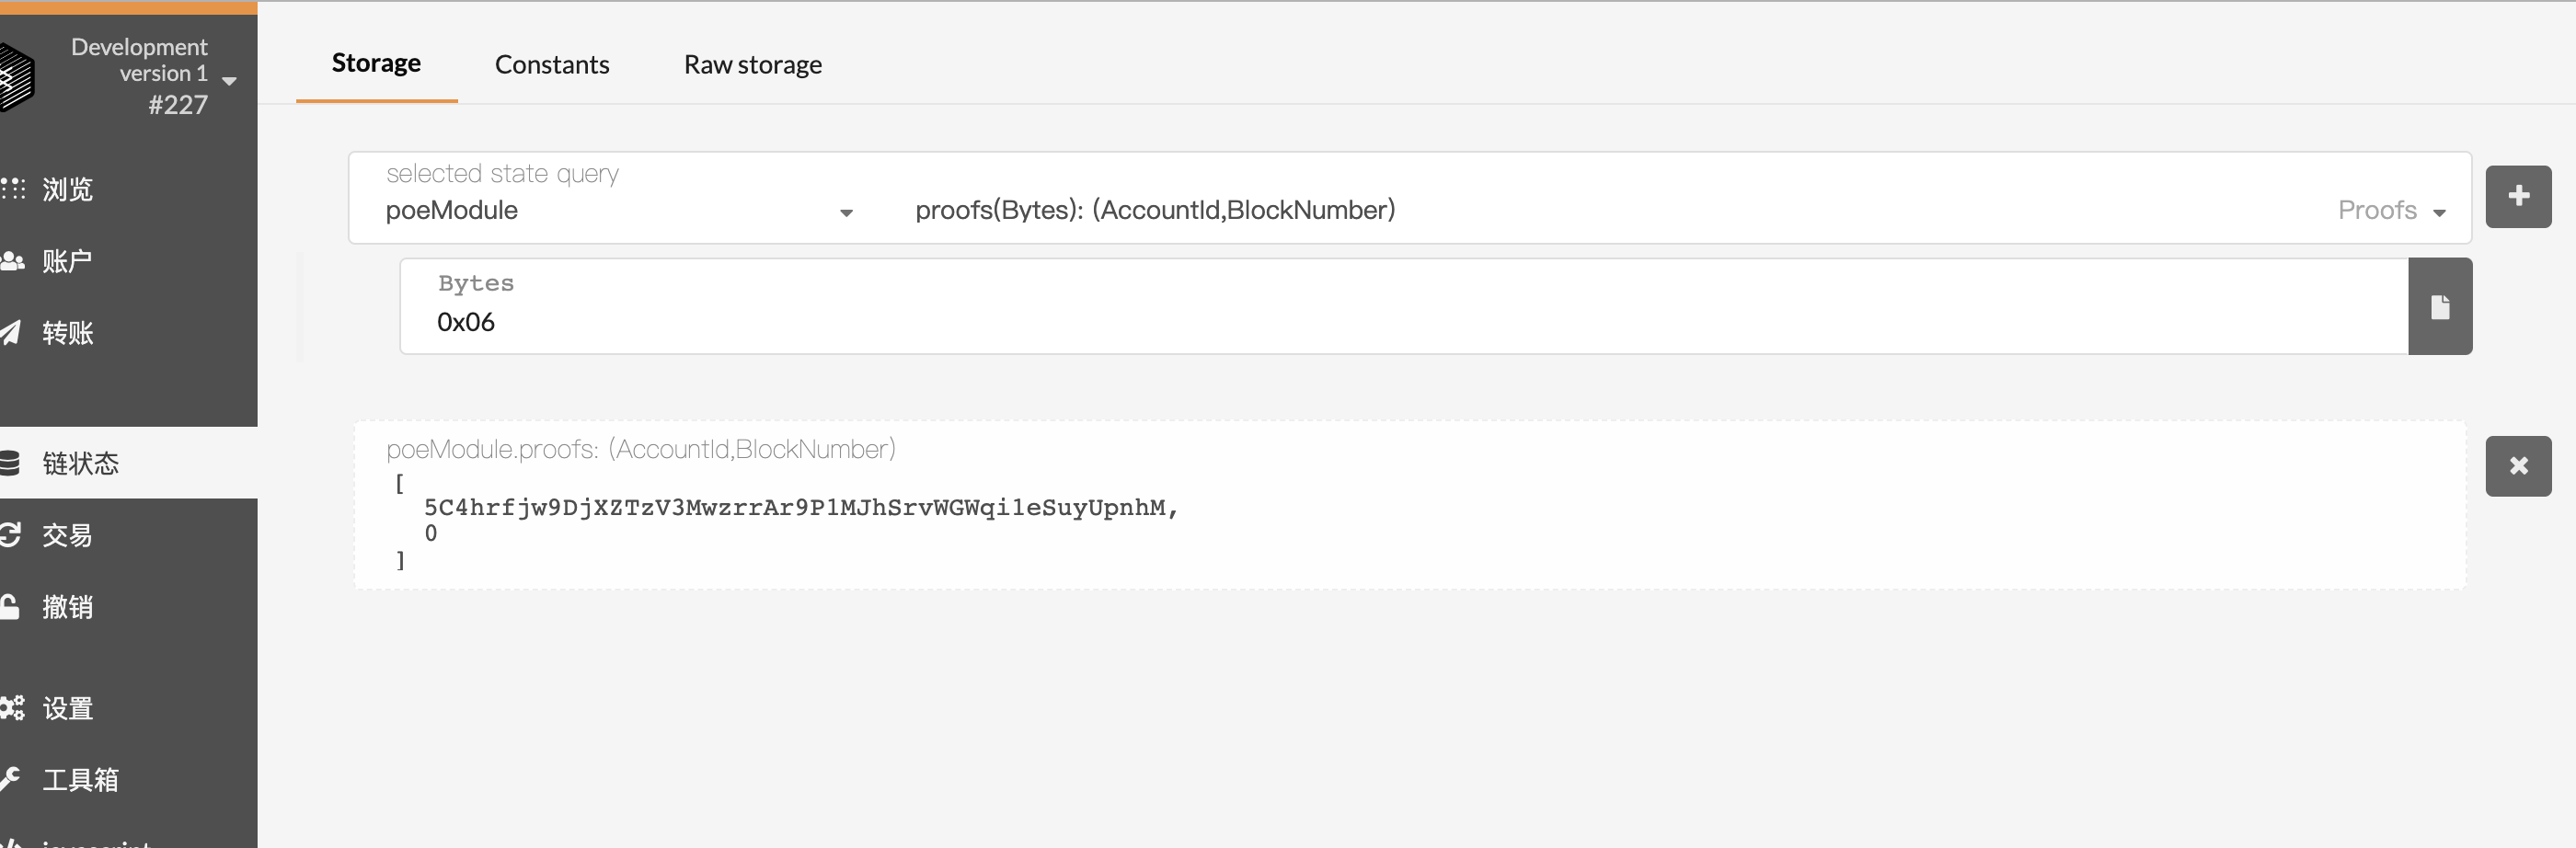 Development
version 1
#227
浏览
账户
转账
链状态
交易
撤销
设置
工具箱
javascript
Storage
Constants
Raw storage
selected state query
poeModule
proofs(Bytes): (AccountId,BlockNumber)
Proofs
Bytes
0x06
poeModule.proofs: (AccountId,BlockNumber)
[
5C4hrfjw9DjXZTzV3MwzrrAr9P1MJhSrvWGWqi1eSuyUpnhM,
0
]